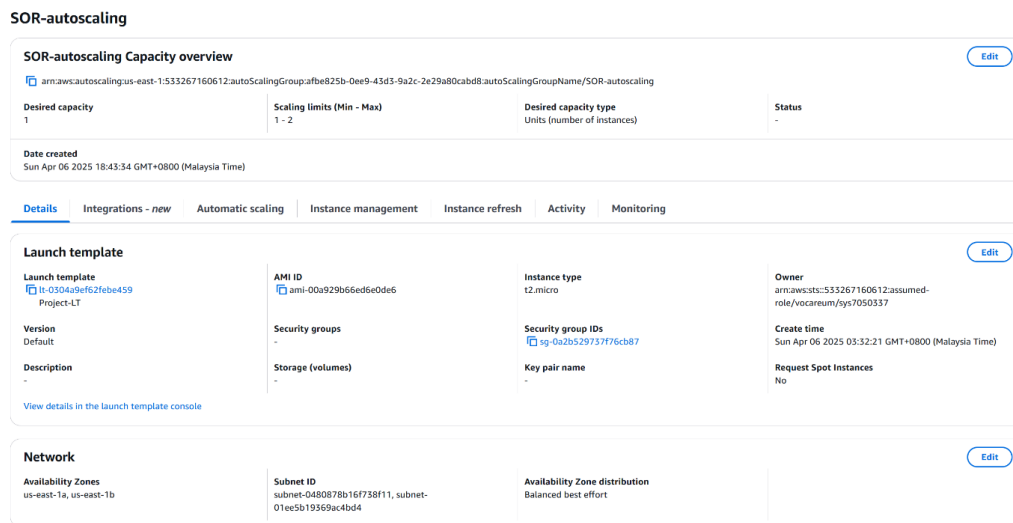 SOR-autoscaling
SOR-autoscaling Capacity overview
Edit
arn:aws:autoscaling:us-east-1:533267160612:autoScalingGroup:afbe825b-0ee9-43d3-9a2c-2e29a80cabd8:autoScalingGroupName/SOR-autoscaling
Desired capacity
1
Scaling limits (Min - Max)
1 - 2
Desired capacity type
Units (number of instances)
Status
-
Date created
Sun Apr 06 2025 18:43:34 GMT+0800 (Malaysia Time)
Details
Integrations - new
Automatic scaling
Instance management
Instance refresh
Activity
Monitoring
Launch template
Edit
Launch template
lt-0304a9ef62febe459
Project-LT
AMI ID
ami-00a929b66ed6e0de6
Instance type
t2.micro
Owner
arn:aws:sts::533267160612:assumed-
role/vocareum/sys7050337
Version
Default
Security groups
-
Security group IDs
sg-0a2b529737f76cb87
Create time
Sun Apr 06 2025 03:32:21 GMT+0800 (Malaysia Time)
Description
-
Storage (volumes)
-
Key pair name
-
Request Spot Instances
No
View details in the launch template console
Network
Edit
Availability Zones
us-east-1a, us-east-1b
Subnet ID
subnet-0480878b16f738f11, subnet-
01ee5b19369ac4bd4
Availability Zone distribution
Balanced best effort